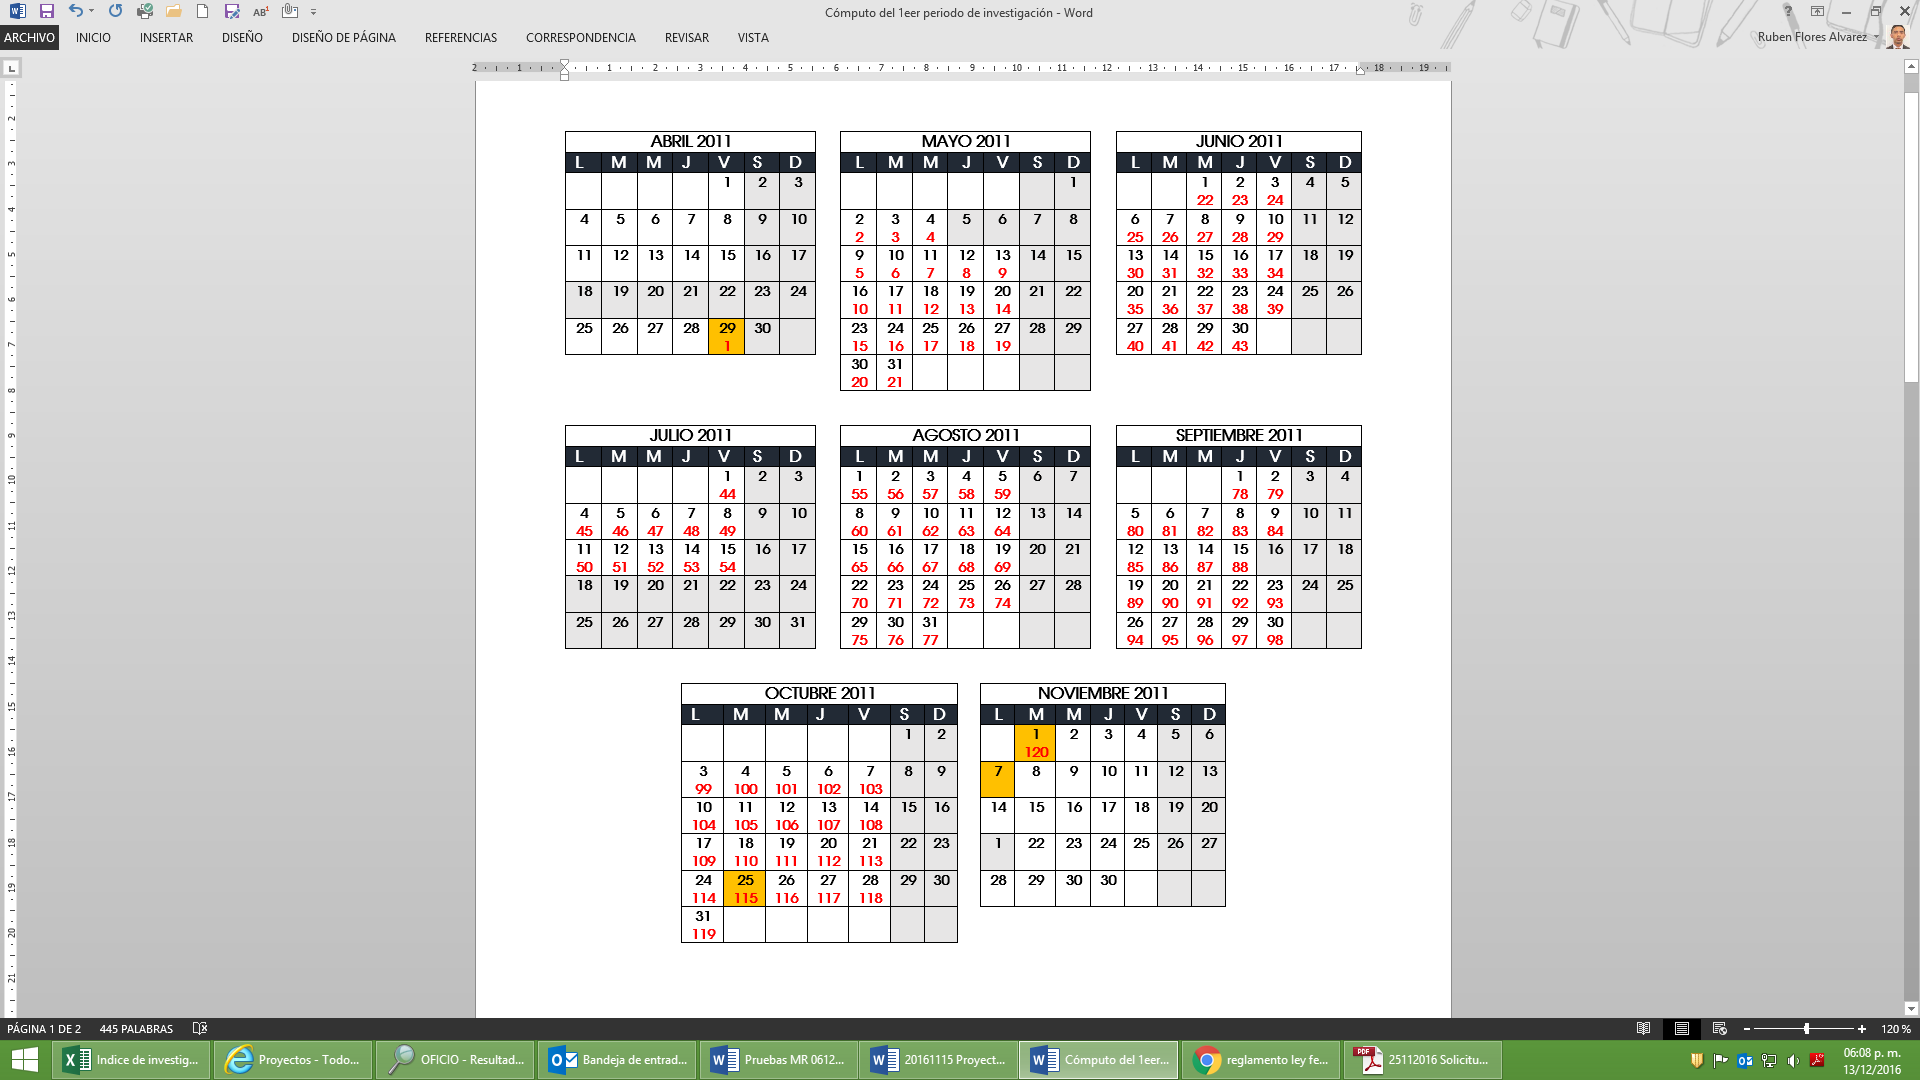 Cómputo del 1eer periodo de investigación - Word
ARCHIVO INICIO INSERTAR DISEÑO DISEÑO DE PÁGINA REFERENCIAS CORRESPONDENCIA REVISAR VISTA
Ruben Flores Alvarez
2 1 1 2 3 4 5 6 7 8 9 10 11 12 13 14 15 16 17 18 19
ABRIL 2011
L M M J V S D
1 2 3
4 5 6 7 8 9 10
11 12 13 14 15 16 17
18 19 20 21 22 23 24
25 26 27 28 29 30
1
MAYO 2011
L M M J V S D
1
2 3 4 5 6 7 8
2 3 4
9 10 11 12 13 14 15
5 6 7 8 9
16 17 18 19 20 21 22
10 11 12 13 14
23 24 25 26 27 28 29
15 16 17 18 19
30 31
20 21
JUNIO 2011
L M M J V S D
1 2 3 4 5
22 23 24
6 7 8 9 10 11 12
25 26 27 28 29
13 14 15 16 17 18 19
30 31 32 33 34
20 21 22 23 24 25 26
35 36 37 38 39
27 28 29 30
40 41 42 43
JULIO 2011
L M M J V S D
1 2 3
44
4 5 6 7 8 9 10
45 46 47 48 49
11 12 13 14 15 16 17
50 51 52 53 54
18 19 20 21 22 23 24
25 26 27 28 29 30 31
AGOSTO 2011
L M M J V S D
1 2 3 4 5 6 7
55 56 57 58 59
8 9 10 11 12 13 14
60 61 62 63 64
15 16 17 18 19 20 21
65 66 67 68 69
22 23 24 25 26 27 28
70 71 72 73 74
29 30 31
75 76 77
SEPTIEMBRE 2011
L M M J V S D
1 2 3 4
78 79
5 6 7 8 9 10 11
80 81 82 83 84
12 13 14 15 16 17 18
85 86 87 88
19 20 21 22 23 24 25
89 90 91 92 93
26 27 28 29 30
94 95 96 97 98
OCTUBRE 2011
L M M J V S D
1 2
3 4 5 6 7 8 9
99 100 101 102 103
10 11 12 13 14 15 16
104 105 106 107 108
17 18 19 20 21 22 23
109 110 111 112 113
24 25 26 27 28 29 30
114 115 116 117 118
31
119
NOVIEMBRE 2011
L M M J V S D
1 2 3 4 5 6
120
7 8 9 10 11 12 13
14 15 16 17 18 19 20
1 22 23 24 25 26 27
28 29 30 30
PÁGINA 1 DE 2 445 PALABRAS
120 %
Indice de investig...
Proyectos - Todo...
OFICIO - Resultad...
Bandeja de entrad...
Pruebas MR 0612...
20161115 Proyect...
Cómputo del 1eer...
reglamento ley fe...
25112016 Solicitu...
06:08 p. m.
13/12/2016